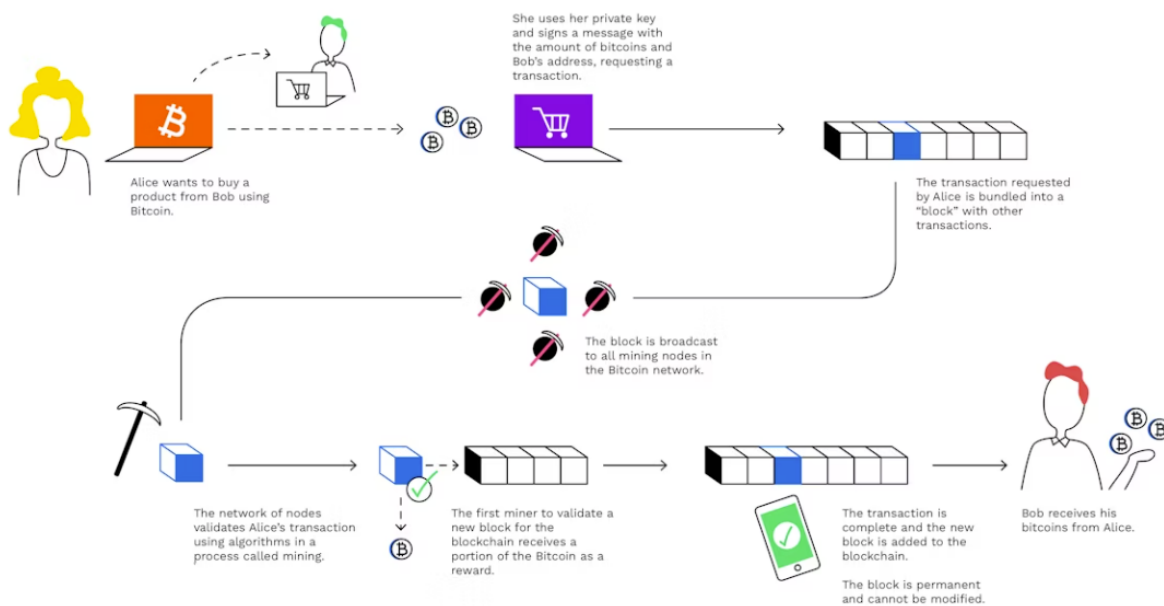 She uses her private key
and signs a message with
the amount of bitcoins and
Bob's address, requesting a
transaction.
Alice wants to buy a
product from Bob using
Bitcoin.
The transaction requested
by Alice is bundled into a
“block” with other
transactions.
The block is broadcast
to all mining nodes in
the Bitcoin network.
The network of nodes
validates Alice's transaction
using algorithms in a
process called mining.
The first miner to validate a
new block for the
blockchain receives a
portion of the Bitcoin as a
reward.
The transaction is
complete and the new
block is added to the
blockchain.
The block is permanent
and cannot be modified.
Bob receives his
bitcoins from Alice.